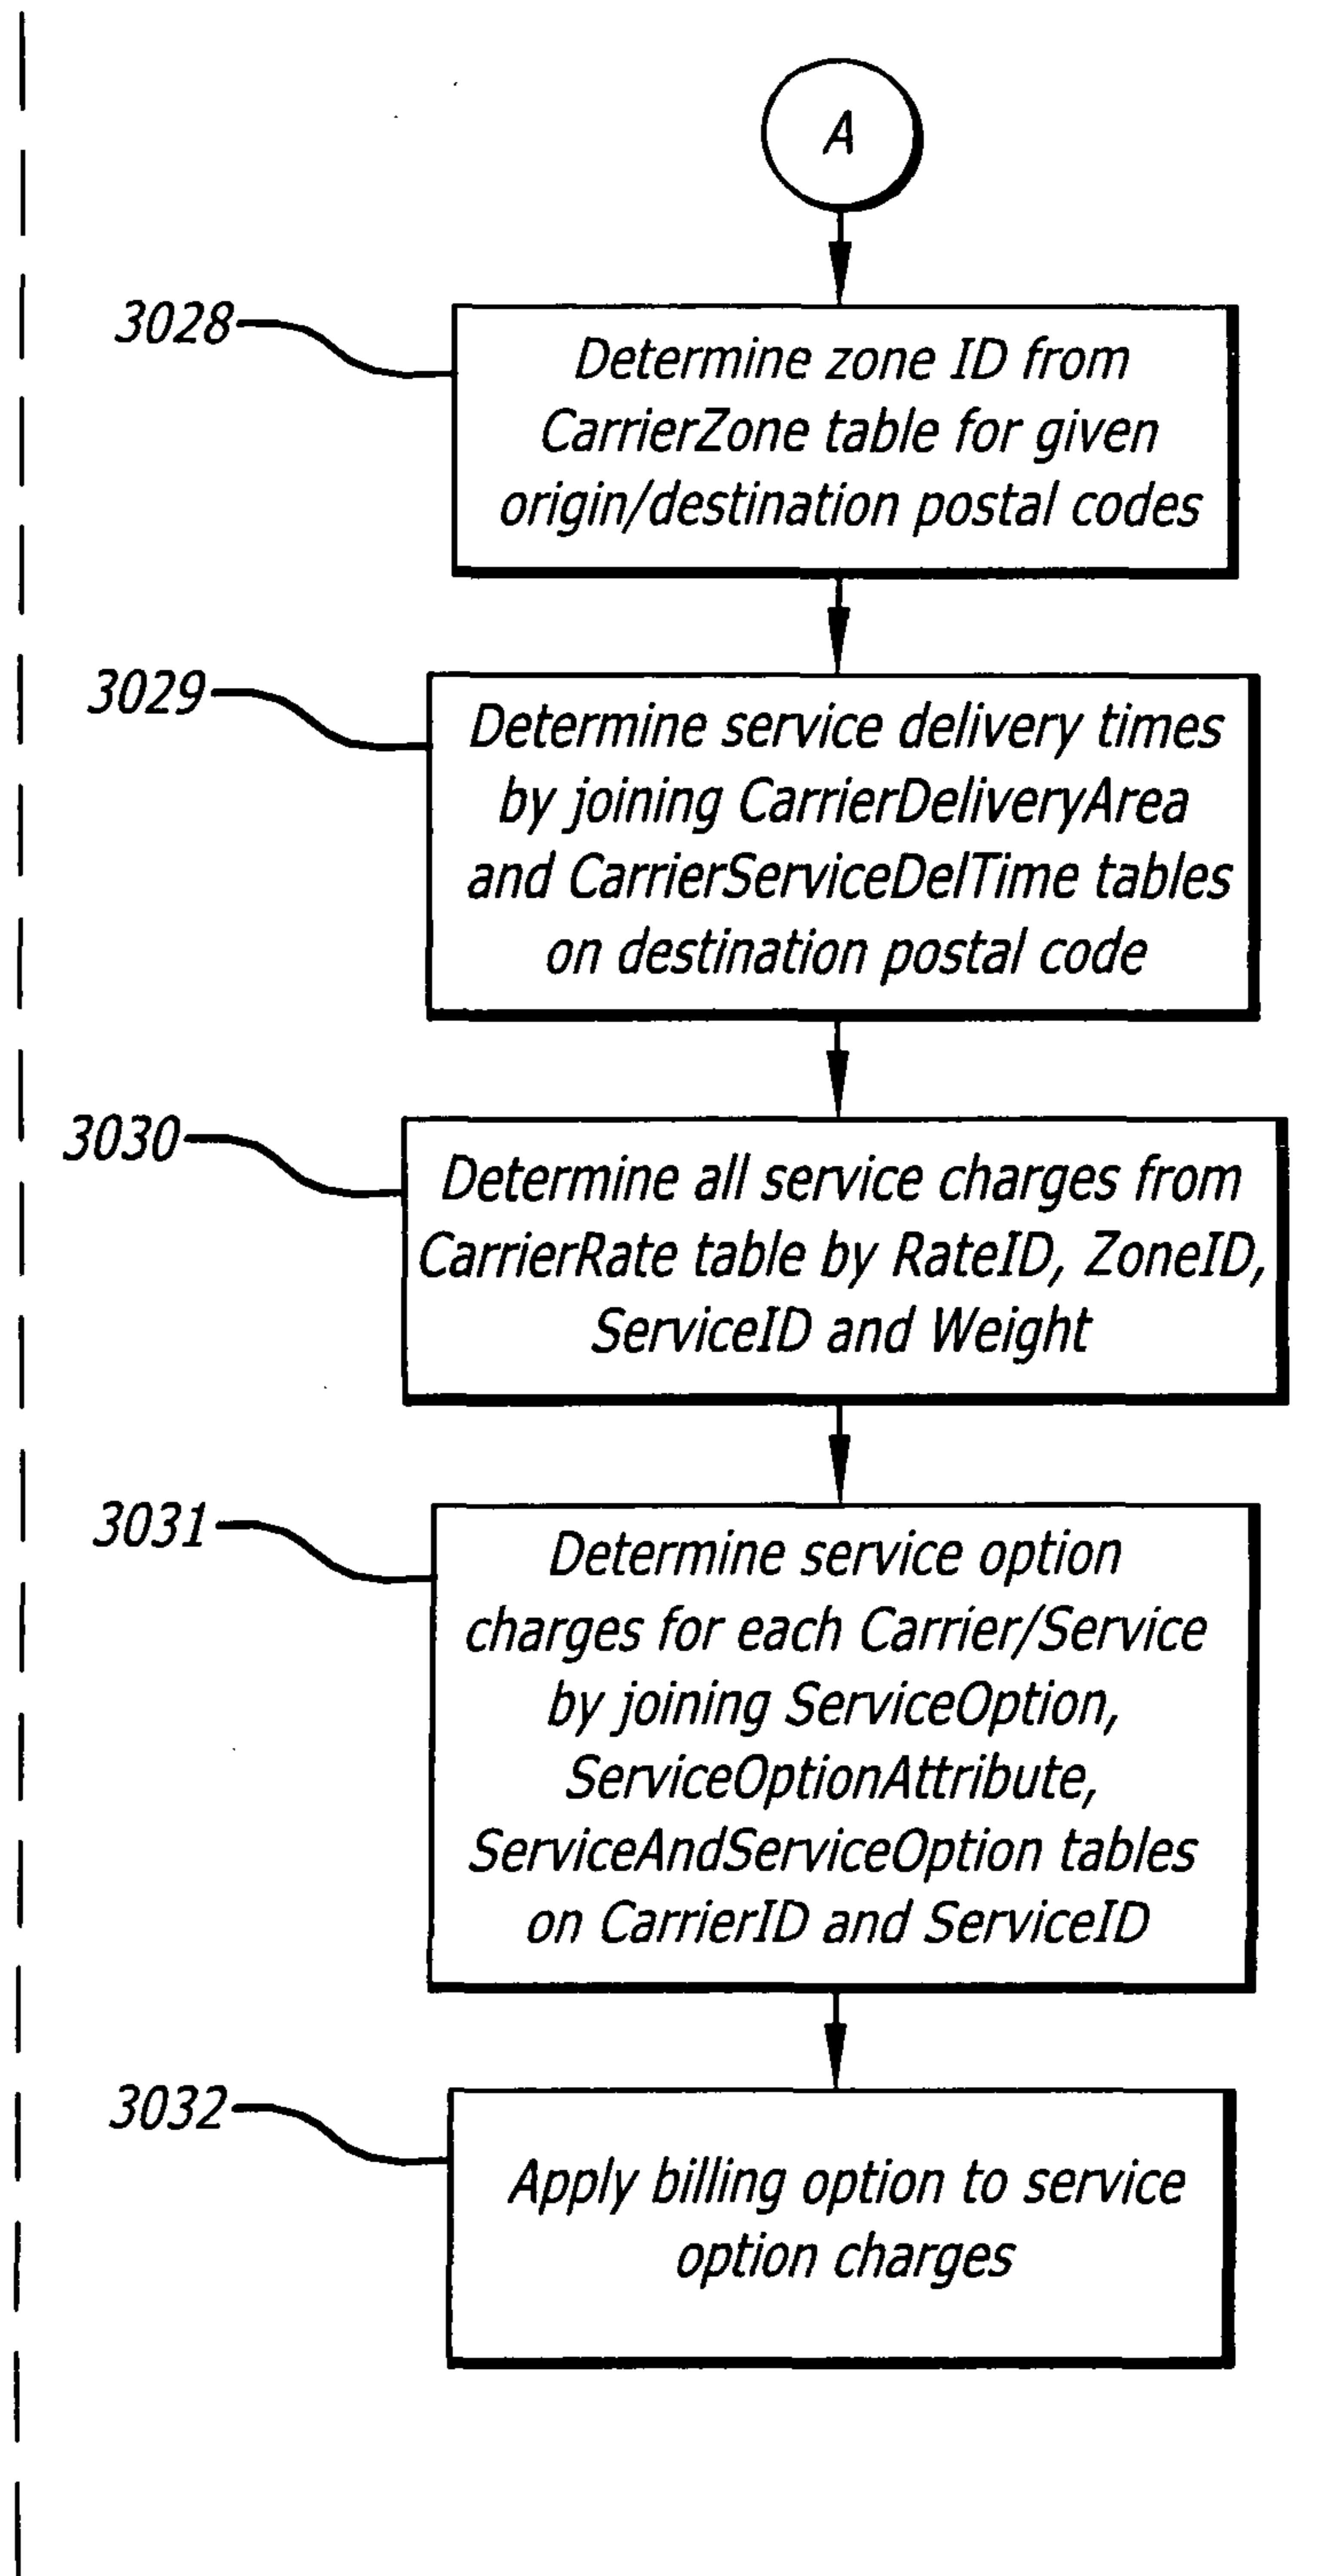 A
3028
Determine zone ID from
CarrierZone table for given
origin/destination postal codes
3029
Determine service delivery times
by joining CarrierDeliveryArea
and CarrierServiceDelTime tables
on destination postal code
3030
Determine all service charges from
CarrierRate table by RateID, ZoneID,
ServiceID and Weight
3031
Determine service option
charges for each Carrier/Service
by joining ServiceOption,
ServiceOptionAttribute,
ServiceAndServiceOption tables
on CarrierID and ServiceID
3032
Apply billing option to service
option charges